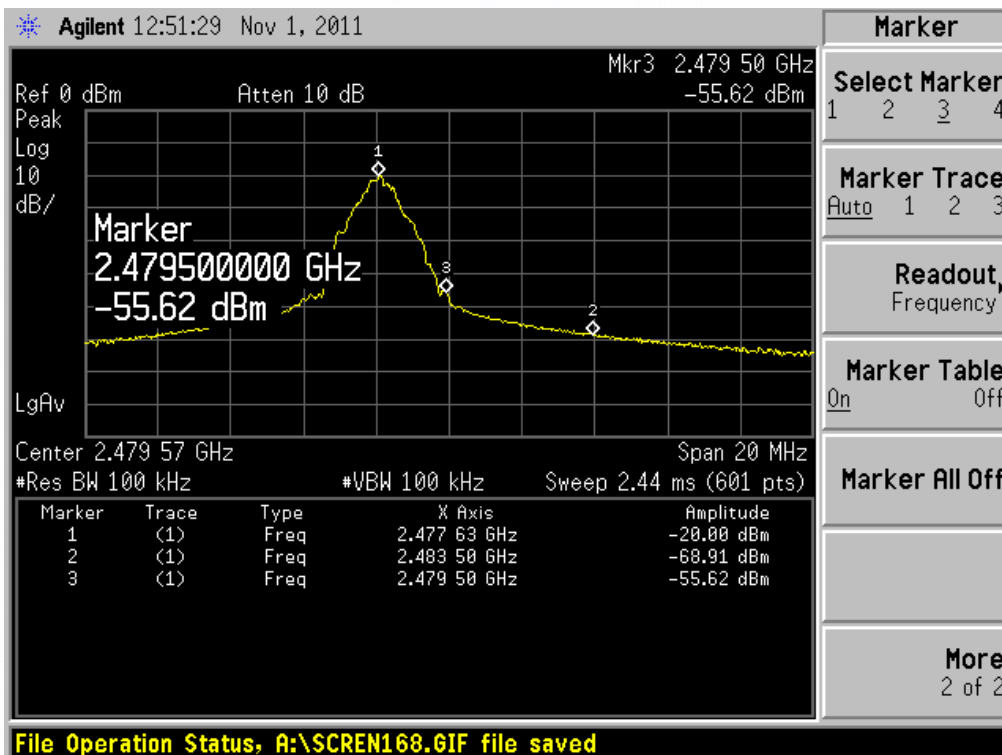 Agilent 12:51:29 Nov 1, 2011
Mkr3 2.479 50 GHz
Ref 0 dBm Atten 10 dB -55.62 dBm
Peak
Log
10
dB/
1
Marker
2.479500000 GHz
-55.62 dBm
3
2
LgAv
Center 2.479 57 GHz Span 20 MHz
#Res BW 100 kHz #VBW 100 kHz Sweep 2.44 ms (601 pts)
Marker Trace Type X Axis Amplitude
1 (1) Freq 2.477 63 GHz -20.00 dBm
2 (1) Freq 2.483 50 GHz -68.91 dBm
3 (1) Freq 2.479 50 GHz -55.62 dBm
File Operation Status, A:\SCREN168.GIF file saved
Marker
Select Marker
1 2 3 4
Marker Trace
Auto 1 2 3
Readout
Frequency
Marker Table
On Off
Marker All Off
More
2 of 2